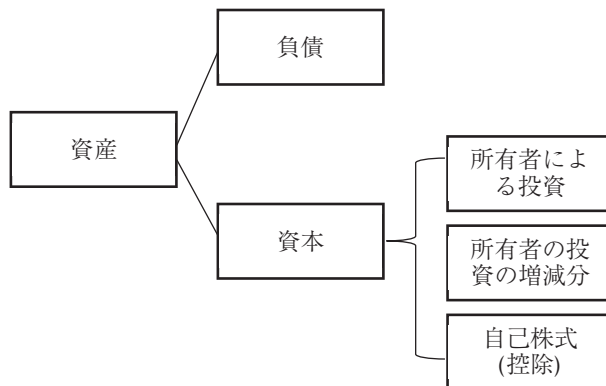 負債
資産
資本
所有者によ
る投資
所有者の投
資の増減分
自己株式
(控除)